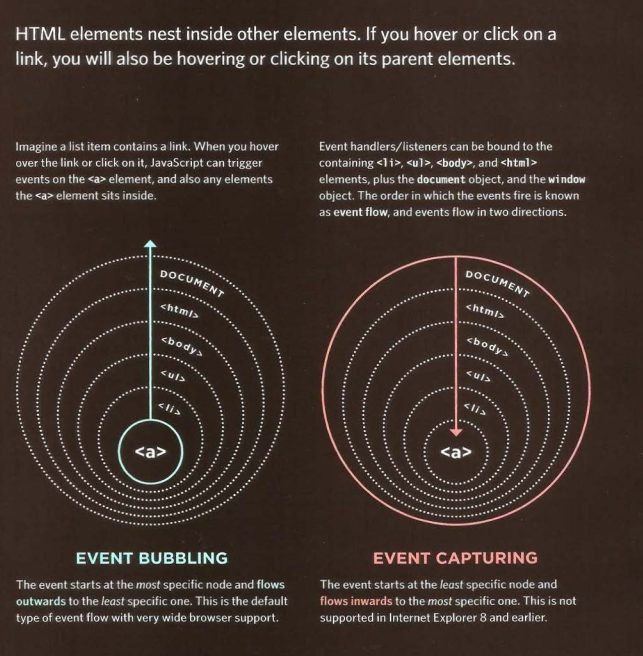 HTML elements nest inside other elements. If you hover or click on a
link, you will also be hovering or clicking on its parent elements.
Imagine a list item contains a link. When you hover
over the link or click on it, JavaScript can trigger
events on the <a> element, and also any elements
the <a> element sits inside.
Event handlers/listeners can be bound to the
containing <li>, <ul>, <body>, and <html>
elements, plus the document object, and the window
object. The order in which the events fire is known
as event flow, and events flow in two directions.
DOCUMENT
<html>
<body>
<ul>
<li>
<a>
EVENT BUBBLING
The event starts at the most specific node and flows
outwards to the least specific one. This is the default
type of event flow with very wide browser support.
DOCUMENT
<html>
<body>
<ul>
<li>
<a>
EVENT CAPTURING
The event starts at the least specific node and
flows inwards to the most specific one. This is not
supported in Internet Explorer 8 and earlier.